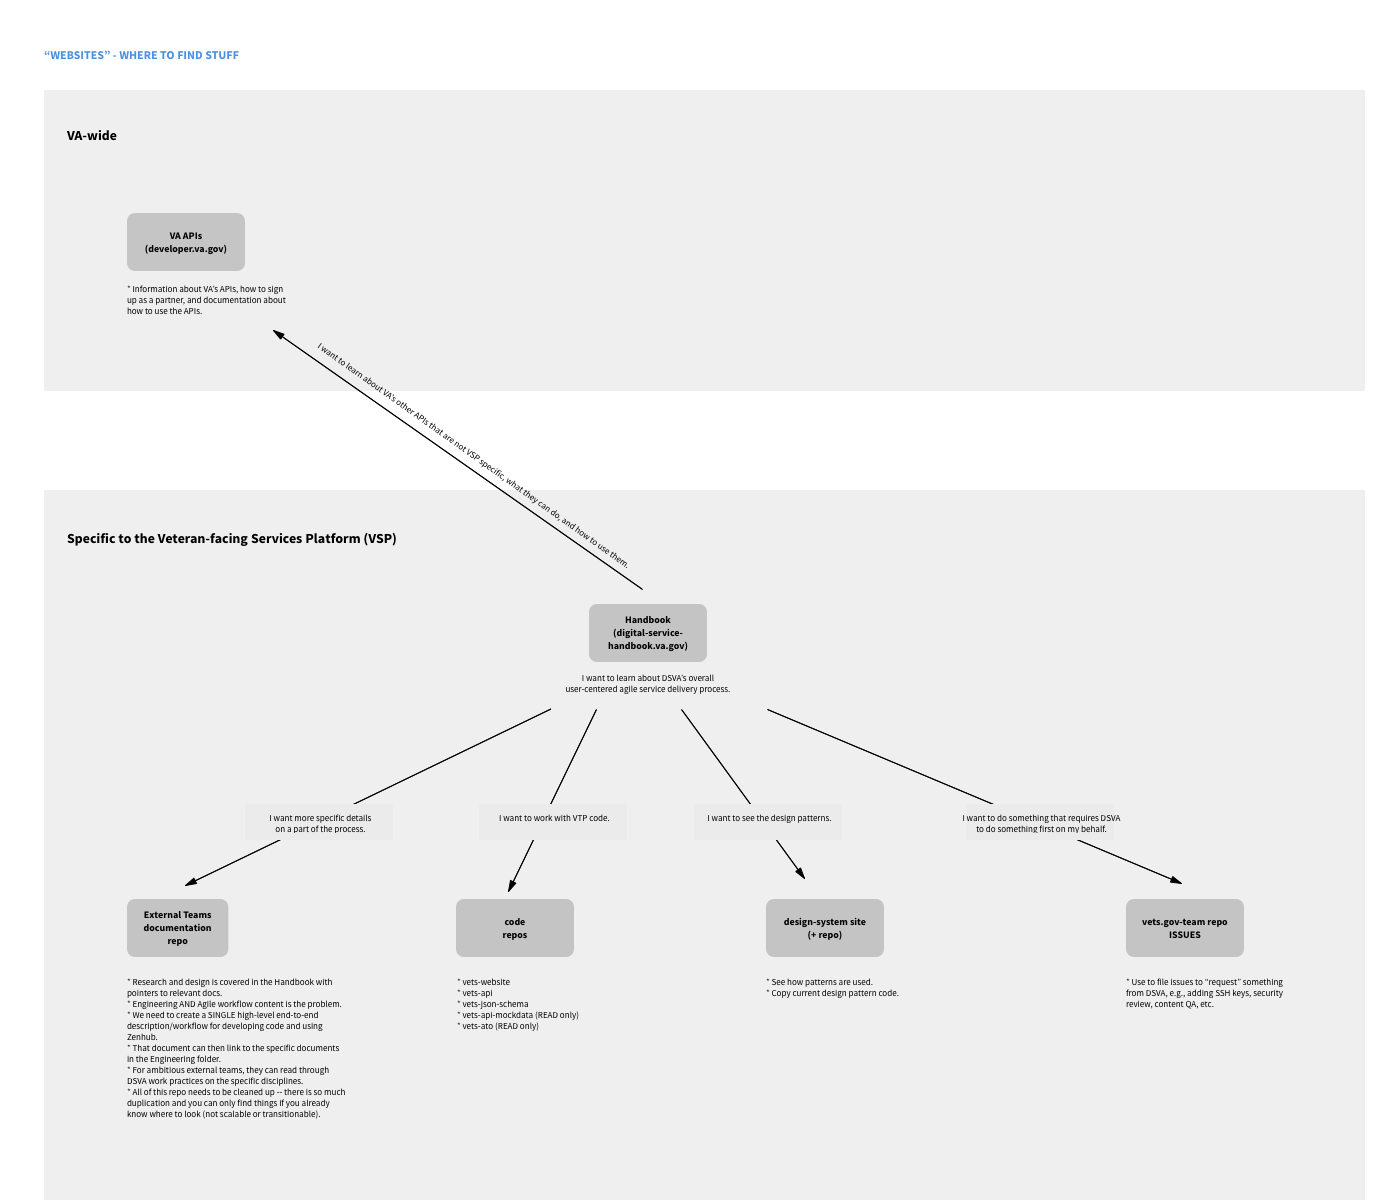 “WEBSITES” - WHERE TO FIND STUFF
VA-wide
VA APIs
(developer.va.gov)
* Information about VA’s APIs, how to sign
up as a partner, and documentation about
how to use the APIs.
I want to learn about VA’s other APIs that are not VSP specific, what they can do, and how to use them.
Specific to the Veteran-facing Services Platform (VSP)
Handbook
(digital-service-
handbook.va.gov)
I want to learn about DSVA’s overall
user-centered agile service delivery process.
I want more specific details
on a part of the process.
I want to work with VTP code.
I want to see the design patterns.
I want to do something that requires DSVA
to do something first on my behalf.
External Teams
documentation
repo
* Research and design is covered in the Handbook with
pointers to relevant docs.
* Engineering AND Agile workflow content is the problem.
* We need to create a SINGLE high-level end-to-end
description/workflow for developing code and using
Zenhub.
* That document can then link to the specific documents
in the Engineering folder.
* For ambitious external teams, they can read through
DSVA work practices on the specific disciplines.
* All of this repo needs to be cleaned up -- there is so much
duplication and you can only find things if you already
know where to look (not scalable or transitionable).
code
repos
* vets-website
* vets-api
* vets-json-schema
* vets-api-mockdata (READ only)
* vets-ato (READ only)
design-system site
(+ repo)
* See how patterns are used.
* Copy current design pattern code.
vets.gov-team repo
ISSUES
* Use to file issues to “request” something
from DSVA, e.g., adding SSH keys, security
review, content QA, etc.